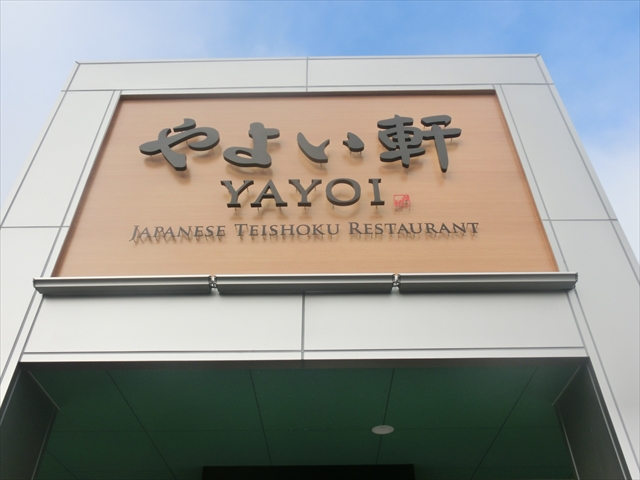 やよい軒
YAYOI
JAPANESE TEISHOKU RESTAURANT